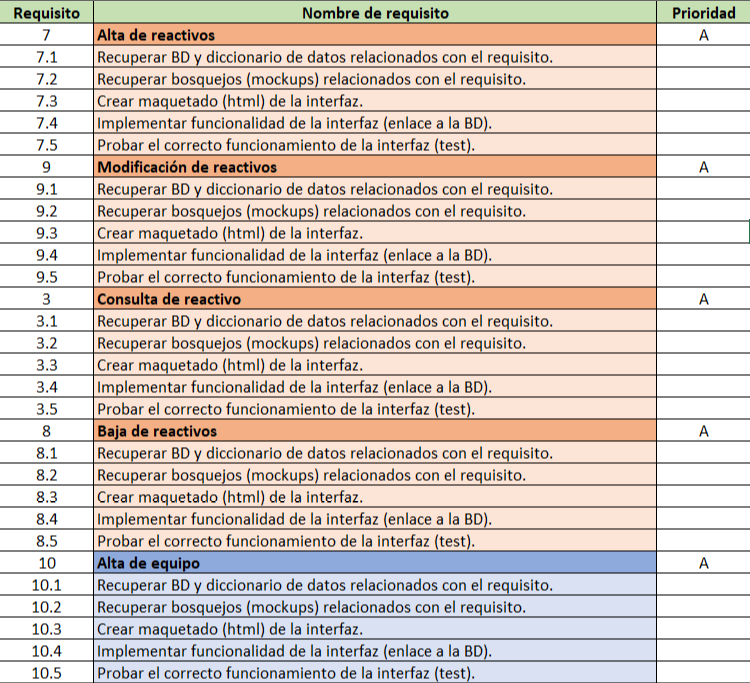 Requisito Nombre de requisito Prioridad
7 Alta de reactivos A
7.1 Recuperar BD y diccionario de datos relacionados con el requisito.
7.2 Recuperar bosquejos (mockups) relacionados con el requisito.
7.3 Crear maquetado (html) de la interfaz.
7.4 Implementar funcionalidad de la interfaz (enlace a la BD).
7.5 Probar el correcto funcionamiento de la interfaz (test).
9 Modificación de reactivos A
9.1 Recuperar BD y diccionario de datos relacionados con el requisito.
9.2 Recuperar bosquejos (mockups) relacionados con el requisito.
9.3 Crear maquetado (html) de la interfaz.
9.4 Implementar funcionalidad de la interfaz (enlace a la BD).
9.5 Probar el correcto funcionamiento de la interfaz (test).
3 Consulta de reactivo A
3.1 Recuperar BD y diccionario de datos relacionados con el requisito.
3.2 Recuperar bosquejos (mockups) relacionados con el requisito.
3.3 Crear maquetado (html) de la interfaz.
3.4 Implementar funcionalidad de la interfaz (enlace a la BD).
3.5 Probar el correcto funcionamiento de la interfaz (test).
8 Baja de reactivos A
8.1 Recuperar BD y diccionario de datos relacionados con el requisito.
8.2 Recuperar bosquejos (mockups) relacionados con el requisito.
8.3 Crear maquetado (html) de la interfaz.
8.4 Implementar funcionalidad de la interfaz (enlace a la BD).
8.5 Probar el correcto funcionamiento de la interfaz (test).
10 Alta de equipo A
10.1 Recuperar BD y diccionario de datos relacionados con el requisito.
10.2 Recuperar bosquejos (mockups) relacionados con el requisito.
10.3 Crear maquetado (html) de la interfaz.
10.4 Implementar funcionalidad de la interfaz (enlace a la BD).
10.5 Probar el correcto funcionamiento de la interfaz (test).